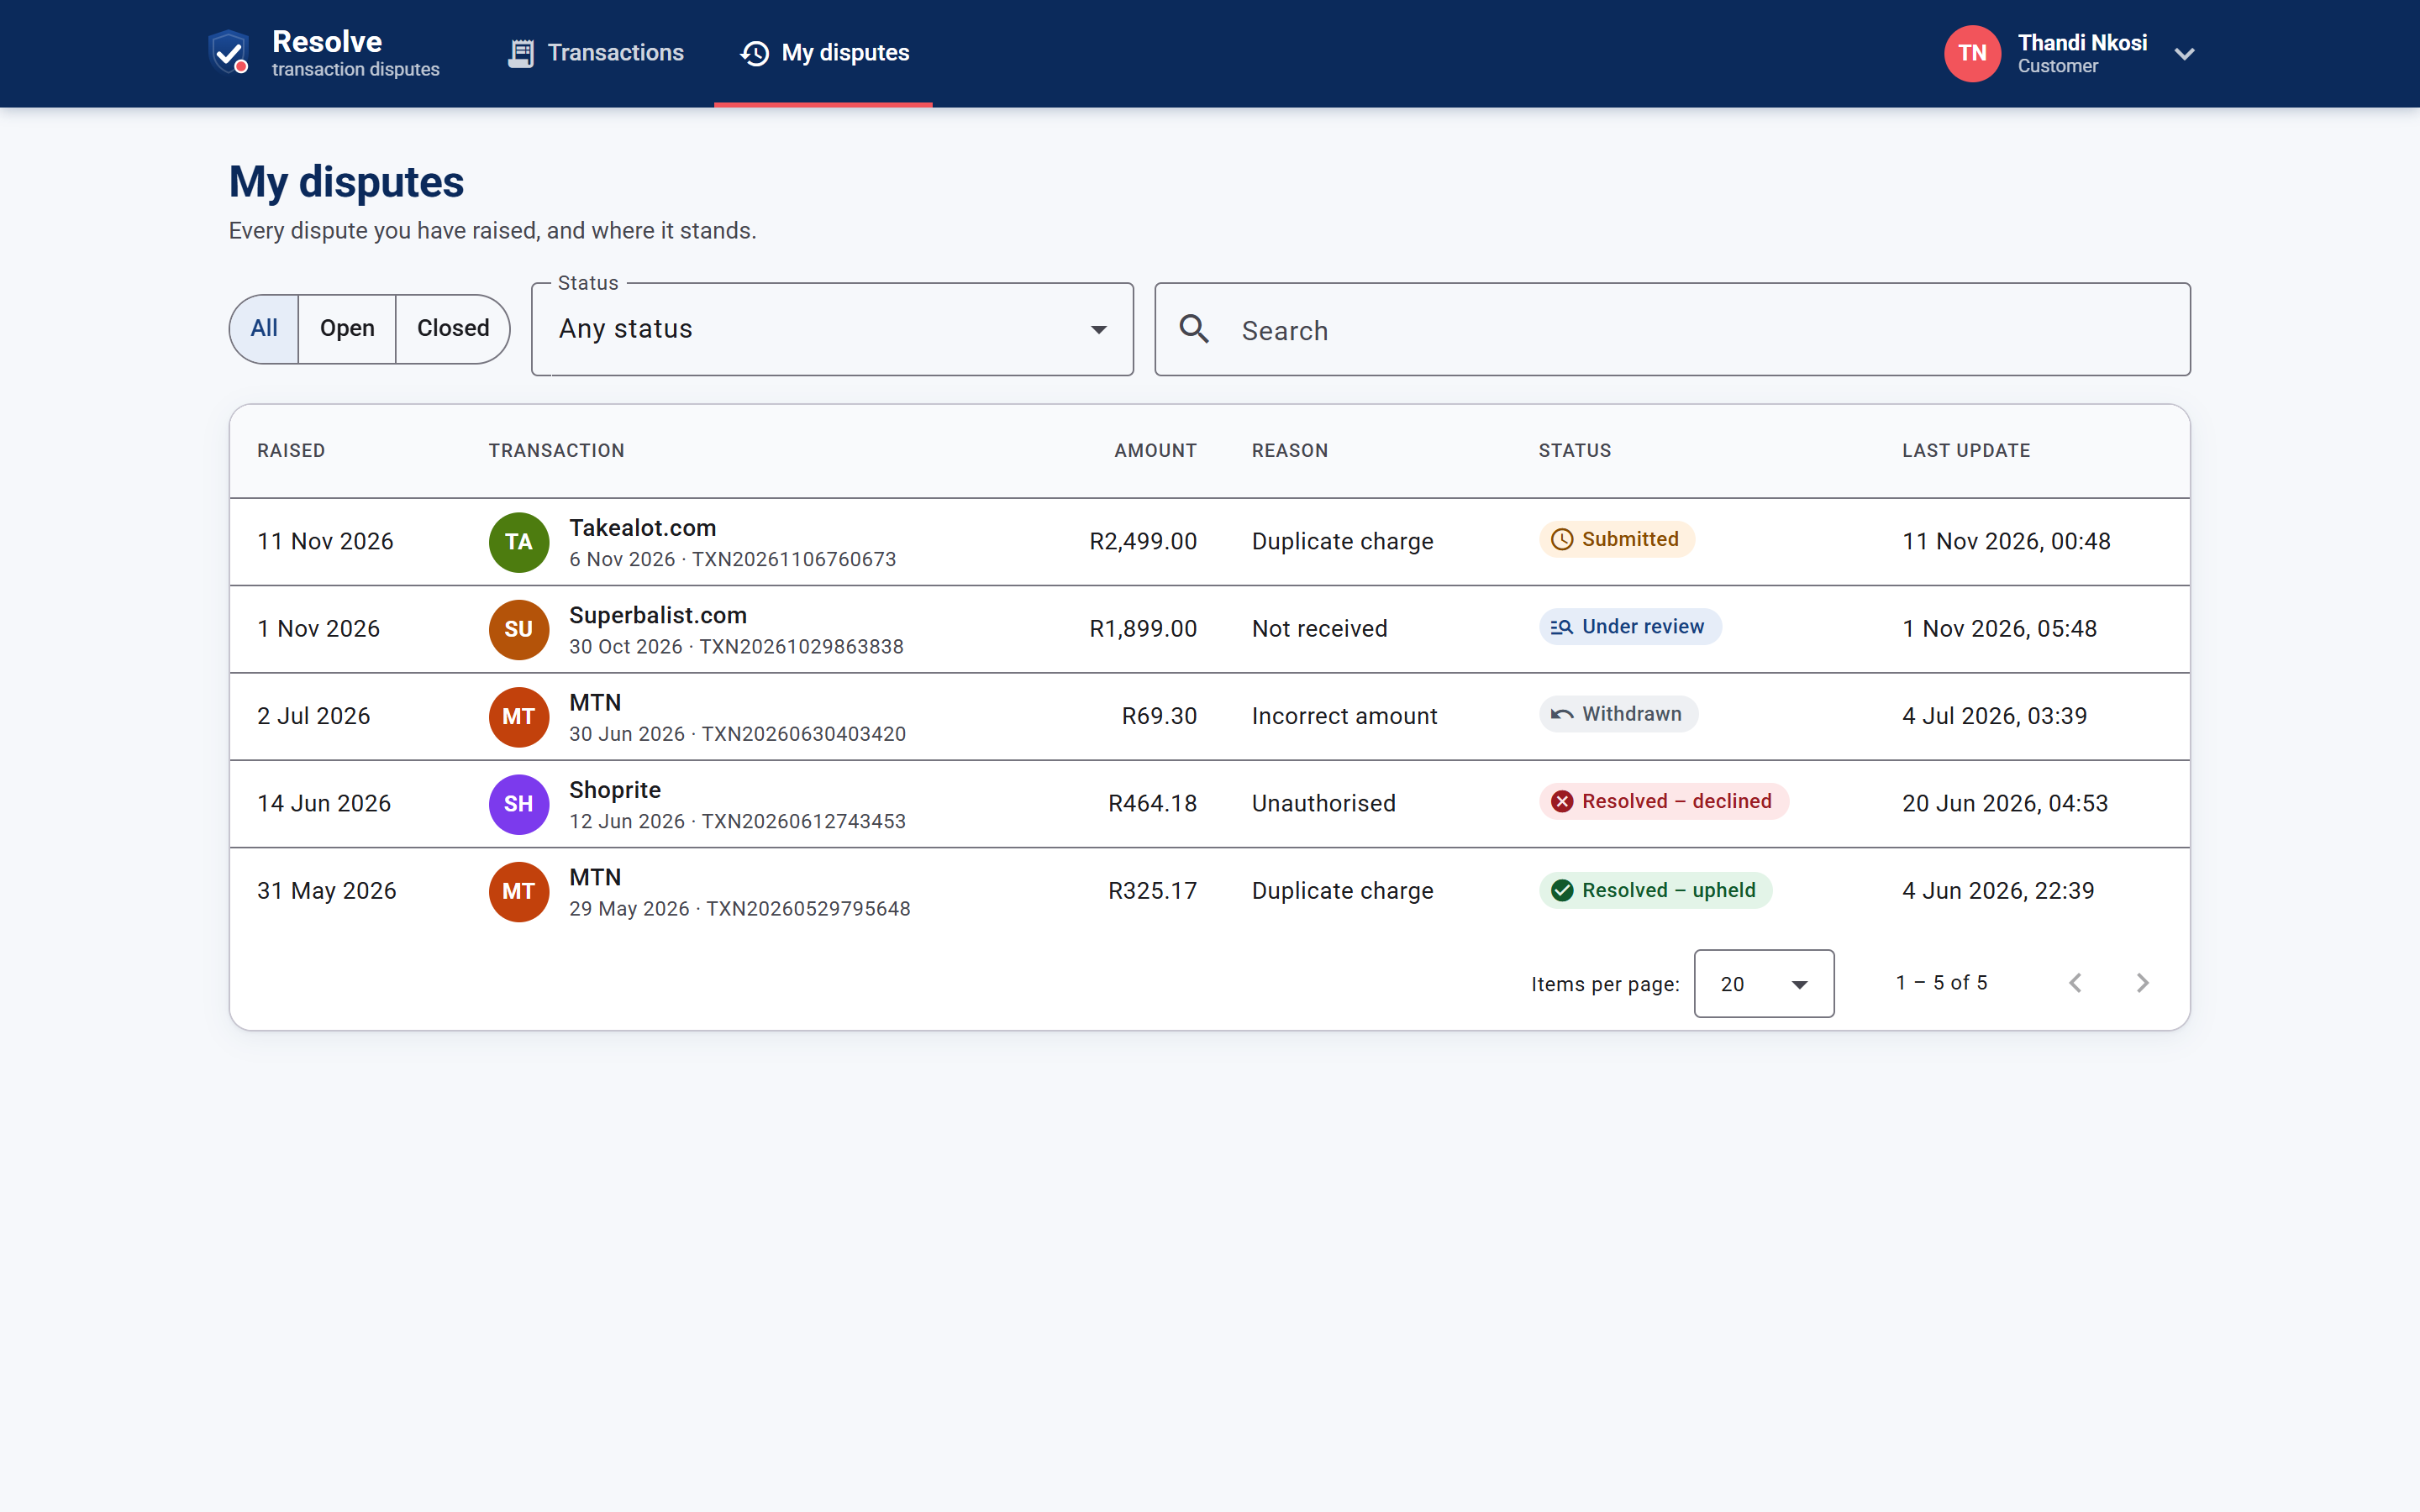 Resolve
transaction disputes
Transactions
My disputes
TN
Thandi Nkosi
Customer
My disputes
Every dispute you have raised, and where it stands.
All
Open
Closed
Status
Any status
Search
RAISED TRANSACTION AMOUNT REASON STATUS LAST UPDATE
11 Nov 2026 TA Takealot.com R2,499.00 Duplicate charge Submitted 11 Nov 2026, 00:48
6 Nov 2026 · TXN20261106760673
1 Nov 2026 SU Superbalist.com R1,899.00 Not received Under review 1 Nov 2026, 05:48
30 Oct 2026 · TXN20261029863838
2 Jul 2026 MT MTN R69.30 Incorrect amount Withdrawn 4 Jul 2026, 03:39
30 Jun 2026 · TXN20260630403420
14 Jun 2026 SH Shoprite R464.18 Unauthorised Resolved – declined 20 Jun 2026, 04:53
12 Jun 2026 · TXN20260612743453
31 May 2026 MT MTN R325.17 Duplicate charge Resolved – upheld 4 Jun 2026, 22:39
29 May 2026 · TXN20260529795648
Items per page: 20 1 – 5 of 5